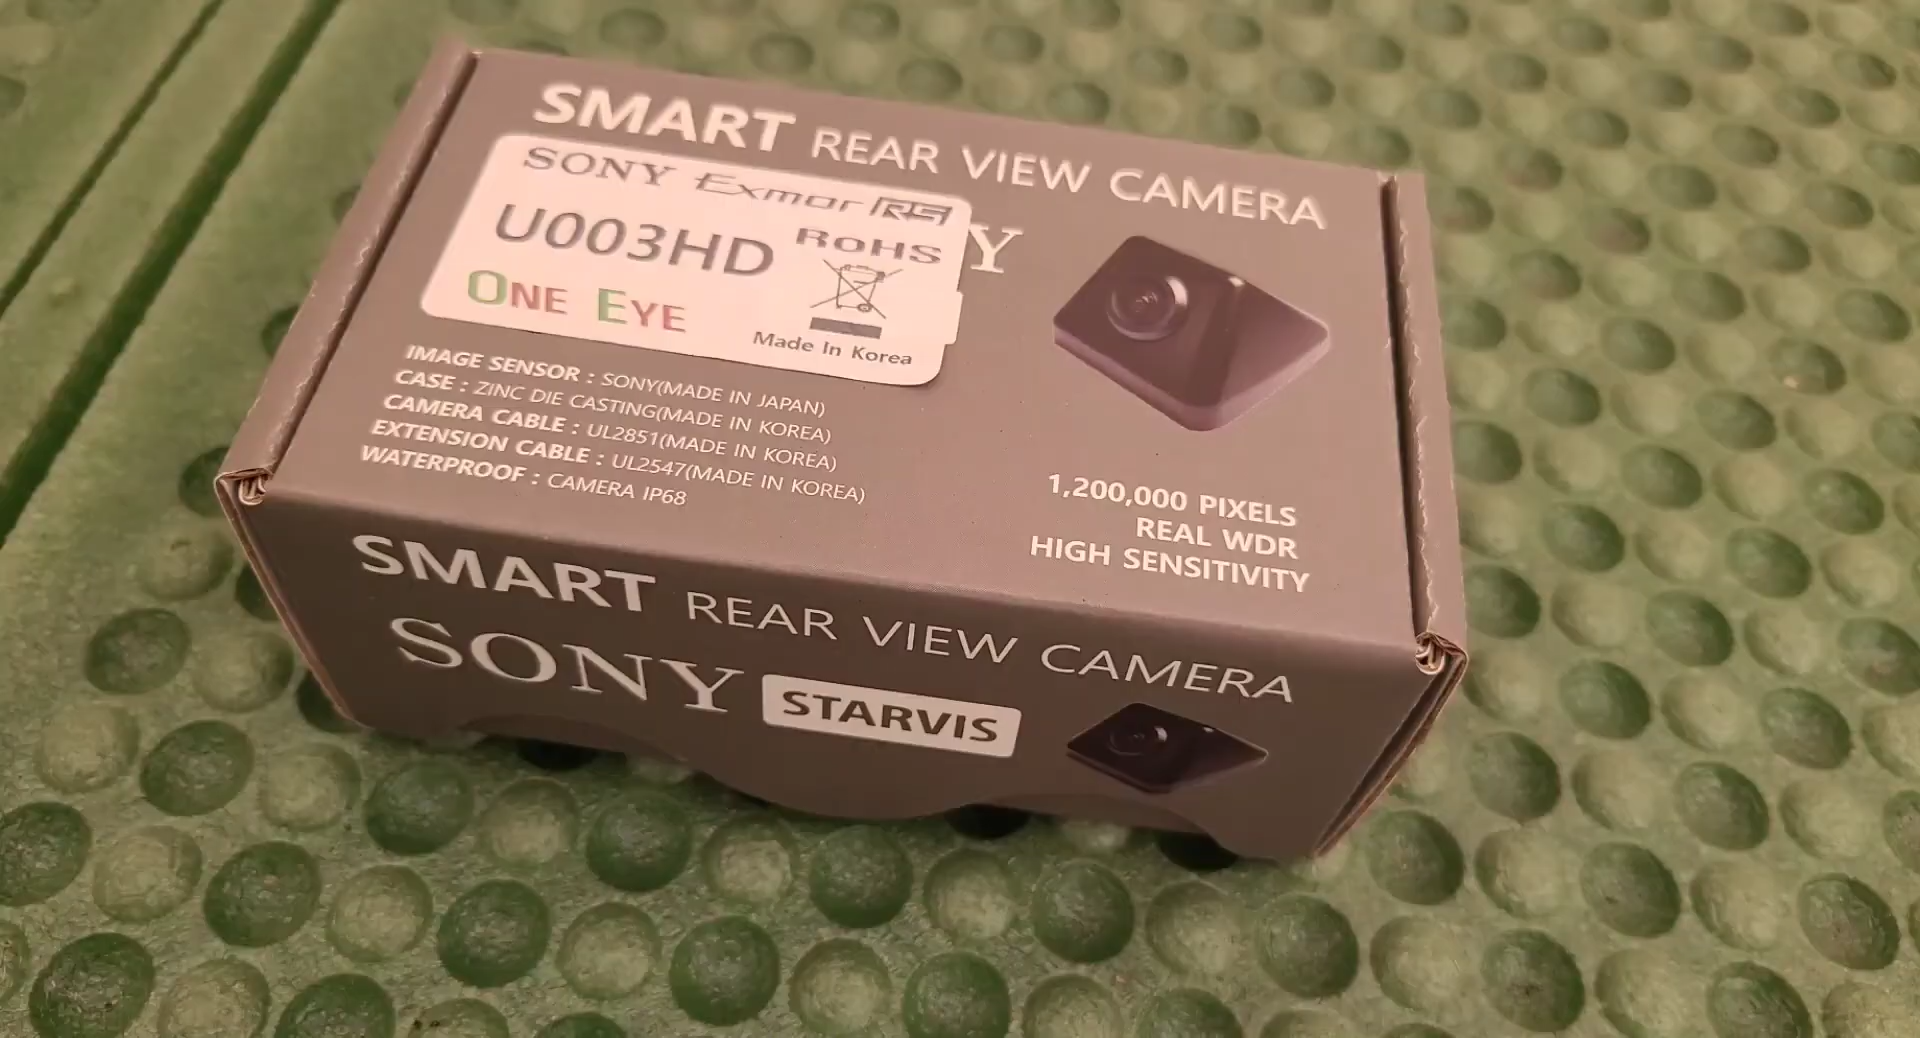 SMART REAR VIEW CAMERA
SONY Exmor RS
Y
U003HD
RoHS
ONE EYE
Made In Korea
IMAGE SENSOR : SONY(MADE IN JAPAN)
CASE : ZINC DIE CASTING(MADE IN KOREA)
CAMERA CABLE : UL2851(MADE IN KOREA)
EXTENSION CABLE : UL2547(MADE IN KOREA)
WATERPROOF : CAMERA IP68
1,200,000 PIXELS
REAL WDR
HIGH SENSITIVITY
SMART REAR VIEW CAMERA
SONY STARVIS